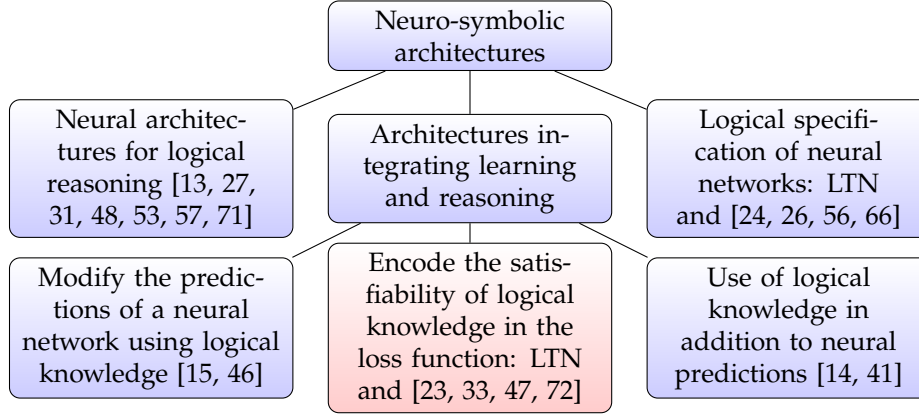 Neuro-symbolic
architectures
Neural architec-
tures for logical
reasoning [13, 27,
31, 48, 53, 57, 71]
Architectures in-
tegrating learning
and reasoning
Logical specifi-
cation of neural
networks: LTN
and [24, 26, 56, 66]
Modify the predic-
tions of a neural
network using logical
knowledge [15, 46]
Encode the satis-
fiability of logical
knowledge in the
loss function: LTN
and [23, 33, 47, 72]
Use of logical
knowledge in
addition to neural
predictions [14, 41]